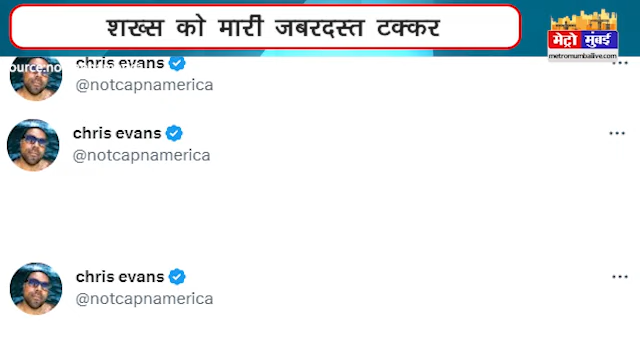 शख्स को मारी जबरदस्त टक्कर
मेट्रो मुंबई
metromumbailive.com
chris evans
@notcapnamerica
chris evans
@notcapnamerica
chris evans
@notcapnamerica